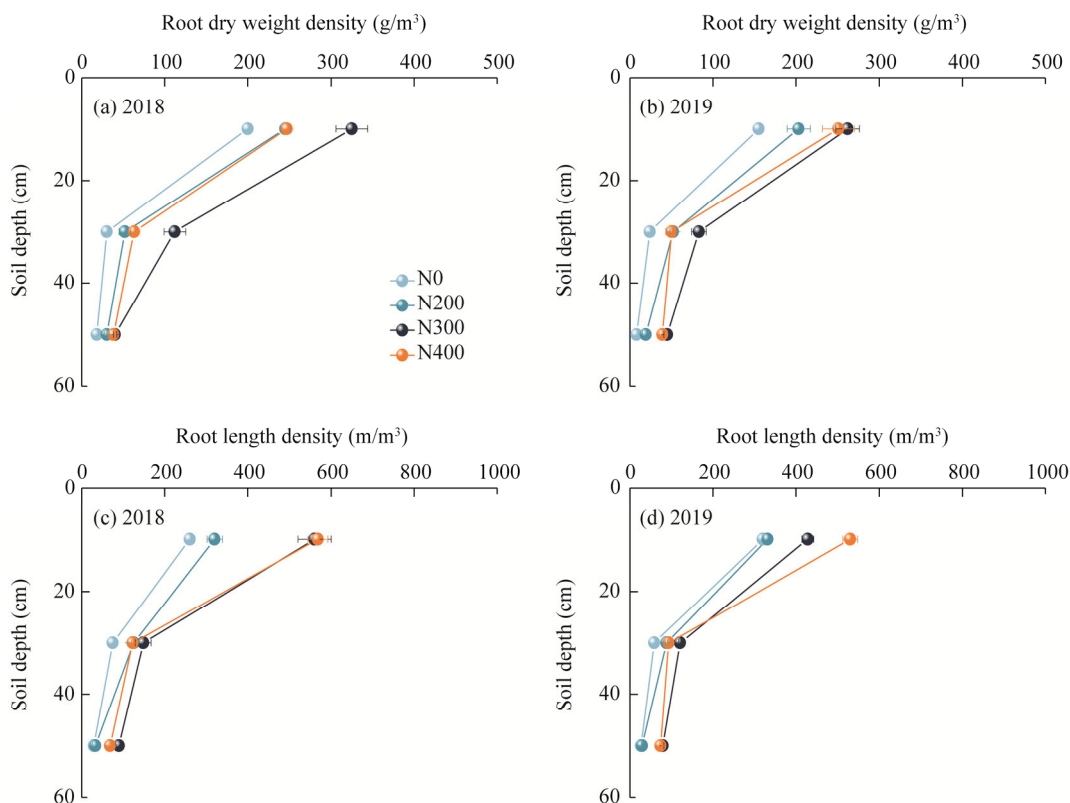 Root dry weight density (g/m³)
0 100 200 300 400 500
0
(a) 2018
20
Soil depth (cm)
40
60
N0
N200
N300
N400
Root dry weight density (g/m³)
0 100 200 300 400 500
0
(b) 2019
20
Soil depth (cm)
40
60
Root length density (m/m³)
0 200 400 600 800 1000
0
(c) 2018
20
Soil depth (cm)
40
60
Root length density (m/m³)
0 200 400 600 800 1000
0
(d) 2019
20
Soil depth (cm)
40
60